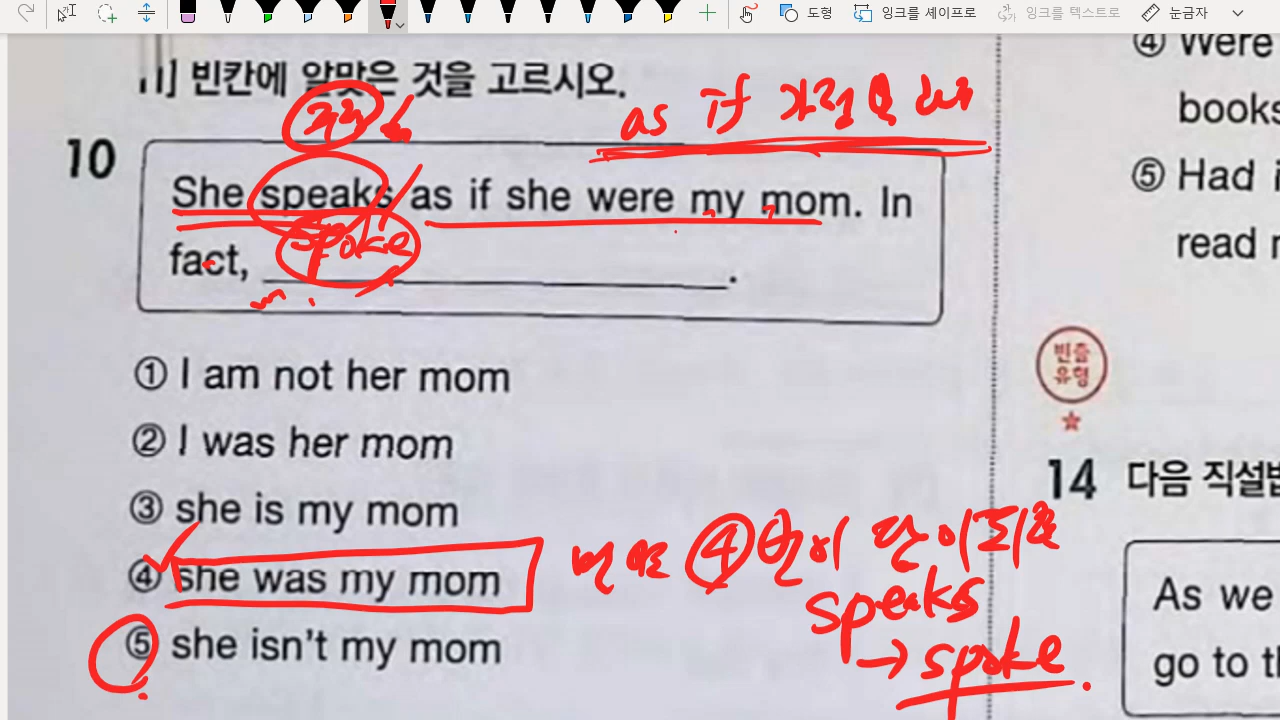 도형 잉크를 셰이프로 잉크를 텍스트로 눈금자
빈칸에 알맞은 것을 고르시오.
as if 가정법
10
She speaks as if she were my mom. In
spoke
fact, .
① I am not her mom
② I was her mom
③ she is my mom
④ she was my mom
⑤ she isn't my mom
만약 ④번이 답이 되려면
speaks
→ spoke.
④ Were
books
⑤ Had i
read
빈출
유형
14 다음 직설법
As we
go to th